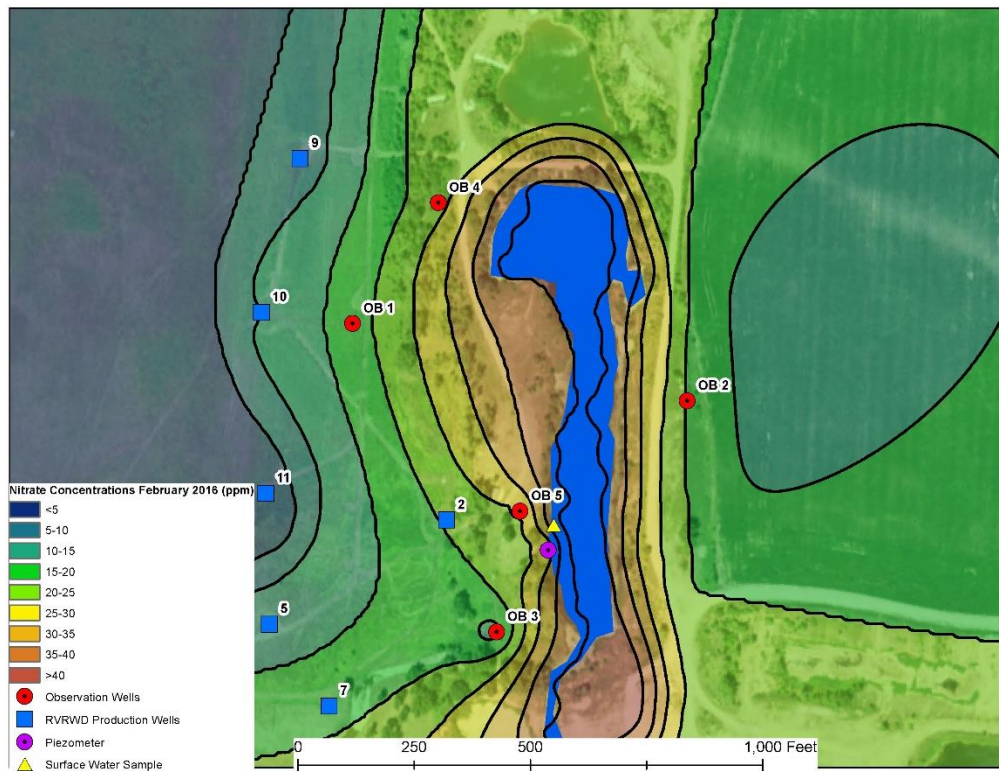 9
OB 4
10
OB 1
OB 2
11
2
OB 5
5
OB 3
7
Nitrate Concentrations February 2016 (ppm)
<5
5-10
10-15
15-20
20-25
25-30
30-35
35-40
>40
Observation Wells
RVRWD Production Wells
Piezometer
Surface Water Sample
0 250 500 1,000 Feet